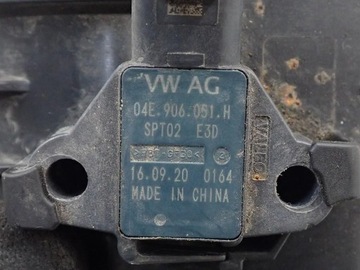 VW AG
04E.906.051.H
SPT02 E3D
16.09.20 0164
MADE IN CHINA